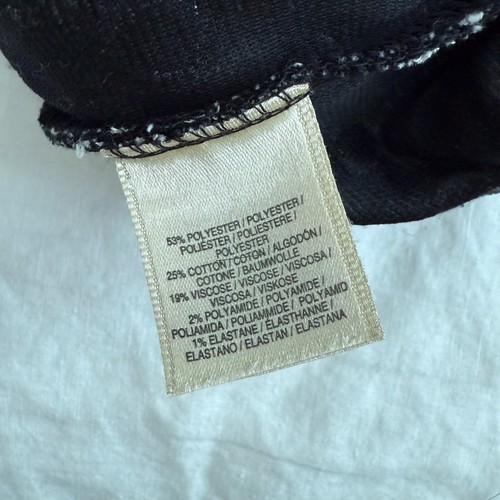 53% POLYESTER / POLYESTER /
POLIÉSTER / POLIESTERE /
POLYESTER
25% COTTON / COTON / ALGODÓN /
COTONE / BAUMWOLLE
19% VISCOSE / VISCOSE / VISCOSA /
VISCOSA / VISKOSE
2% POLYAMIDE / POLYAMIDE /
POLIAMIDA / POLIAMMIDE / POLYAMID
1% ELASTANE / ELASTHANNE /
ELASTANO / ELASTAN / ELASTANA